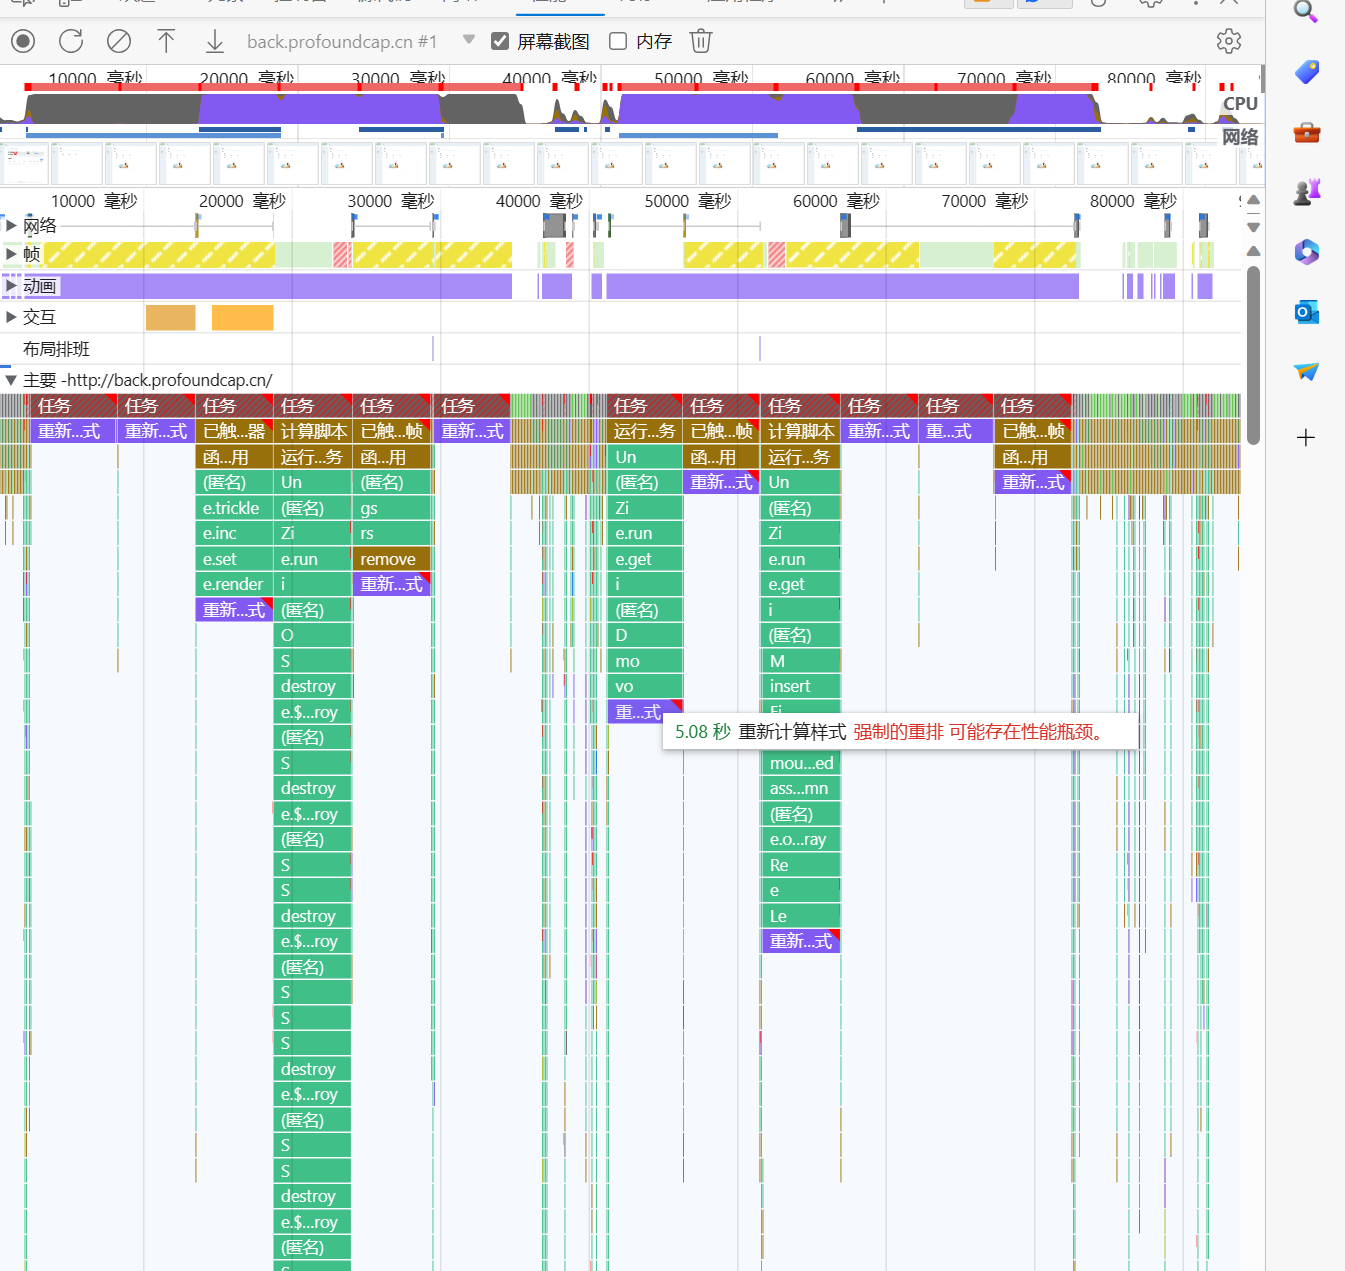 back.profoundcap.cn #1 屏幕截图 内存
10000 毫秒 20000 毫秒 30000 毫秒 40000 毫秒 50000 毫秒 60000 毫秒 70000 毫秒 80000 毫秒
CPU
网络
10000 毫秒 20000 毫秒 30000 毫秒 40000 毫秒 50000 毫秒 60000 毫秒 70000 毫秒 80000 毫秒
网络
帧
动画
交互
布局排班
主要 -http://back.profoundcap.cn/
任务 任务 任务 任务 任务 任务 任务 任务 任务 任务 任务 任务
重新...式 重新...式 已触...器 计算脚本 已触...帧 重新...式 运行...务 已触...帧 计算脚本 重新...式 重...式 已触...帧
函...用 运行...务 函...用 Un 函...用 运行...务 函...用
(匿名) Un (匿名) (匿名) 重新...式 Un 重新...式
e.trickle (匿名) gs Zi (匿名)
e.inc Zi rs e.run Zi
e.set e.run remove e.get e.run
e.render i 重新...式 i e.get
重新...式 (匿名) (匿名) i
O D (匿名)
S mo M
destroy vo insert
e.$...roy 重...式
(匿名) 5.08 秒 重新计算样式 强制的重排 可能存在性能瓶颈。
S mou...ed
destroy ass...mn
e.$...roy (匿名)
(匿名) e.o...ray
S Re
S e
destroy Le
e.$...roy 重新...式
(匿名)
S
S
S
destroy
e.$...roy
(匿名)
S
S
destroy
e.$...roy
(匿名)